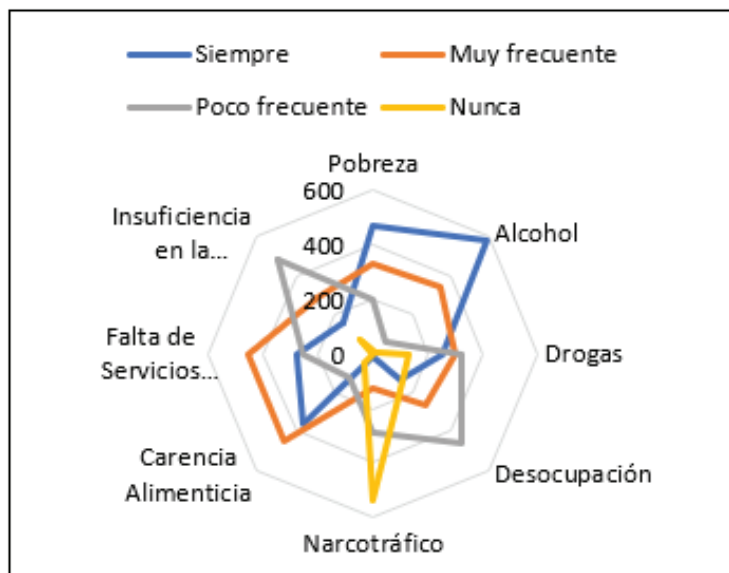 Siempre
Muy frecuente
Poco frecuente
Nunca
Pobreza
600
Insuficiencia
en la...
Alcohol
400
200
Falta de
Servicios...
0
Drogas
Carencia
Alimenticia
Desocupación
Narcotráfico